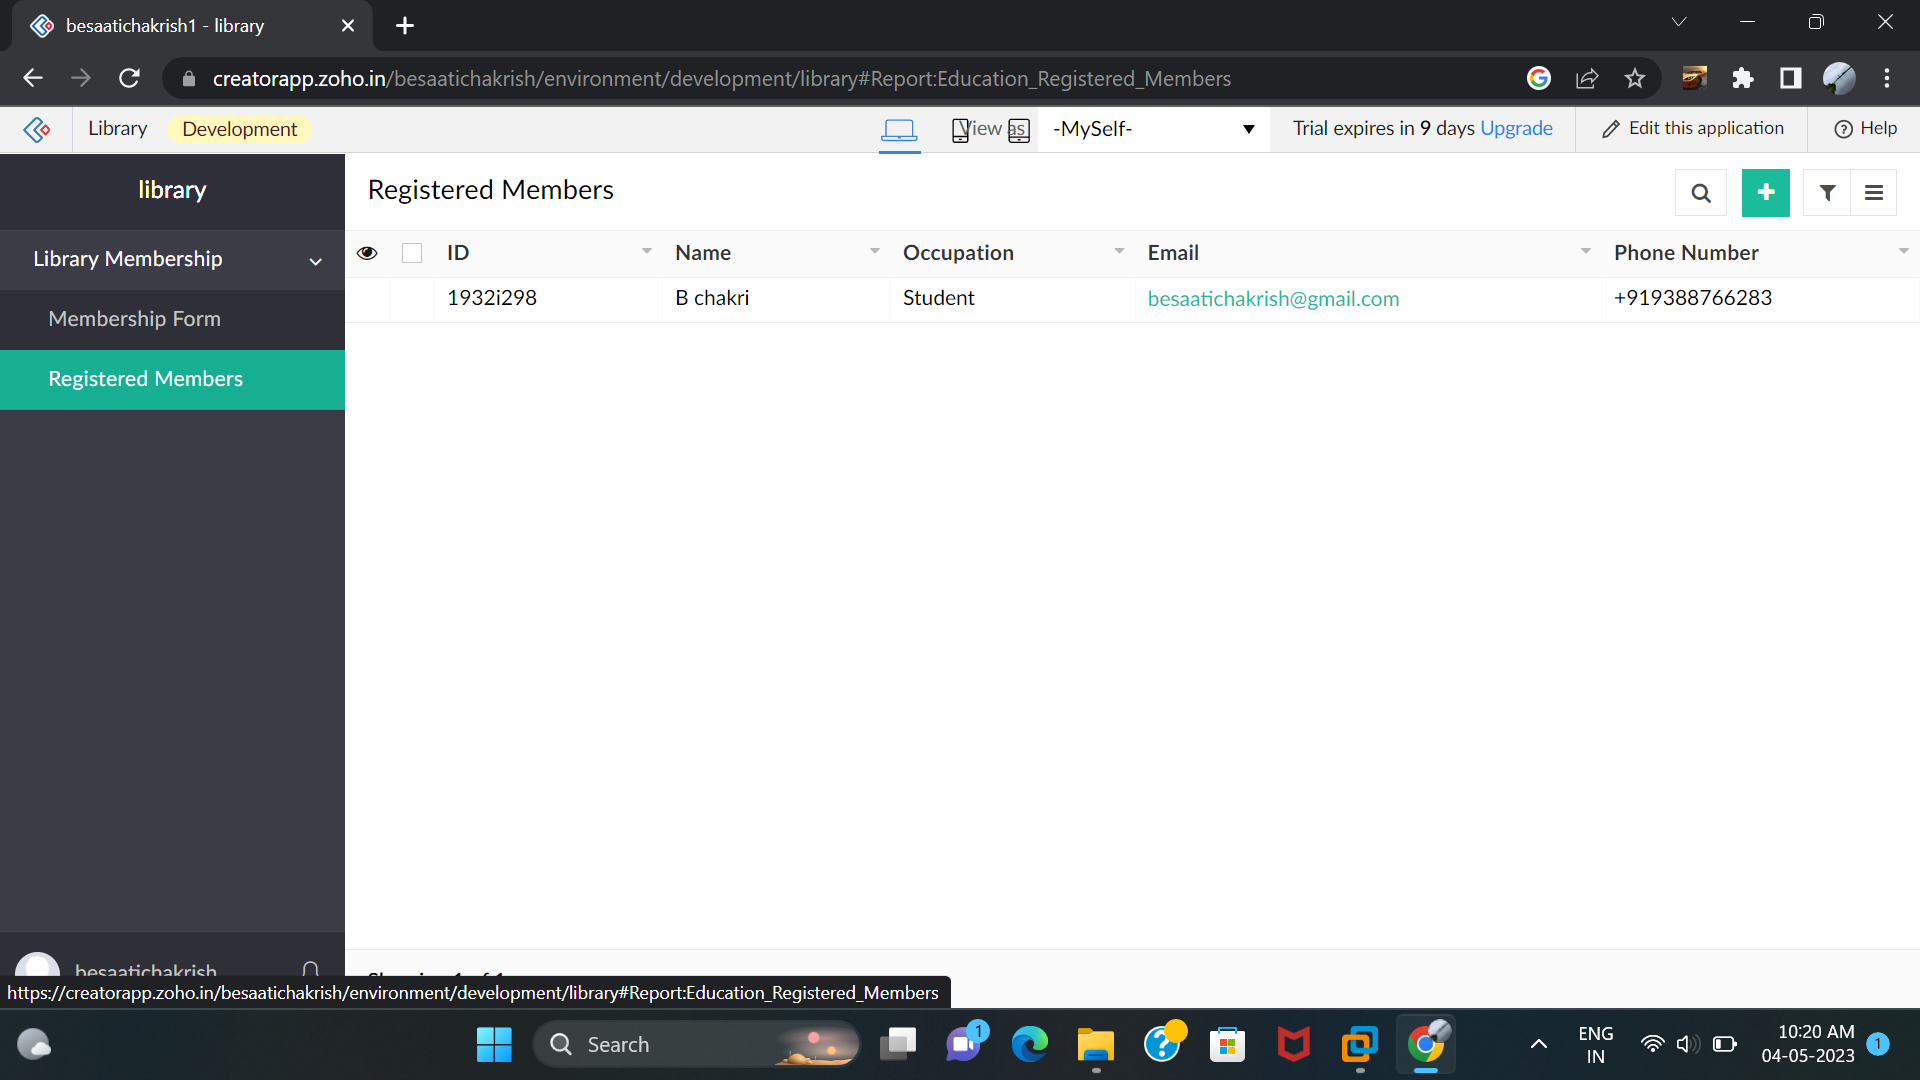 besaatichakrish1 - library
creatorapp.zoho.in/besaatichakrish/environment/development/library#Report:Education_Registered_Members
Library Development View as -MySelf- Trial expires in 9 days Upgrade Edit this application Help
library
Registered Members
Library Membership
ID Name Occupation Email Phone Number
1932i298 B chakri Student besaatichakrish@gmail.com +919388766283
Membership Form
Registered Members
besaatichakrish
https://creatorapp.zoho.in/besaatichakrish/environment/development/library#Report:Education_Registered_Members
Search
1
ENG
IN
10:20 AM
04-05-2023
1